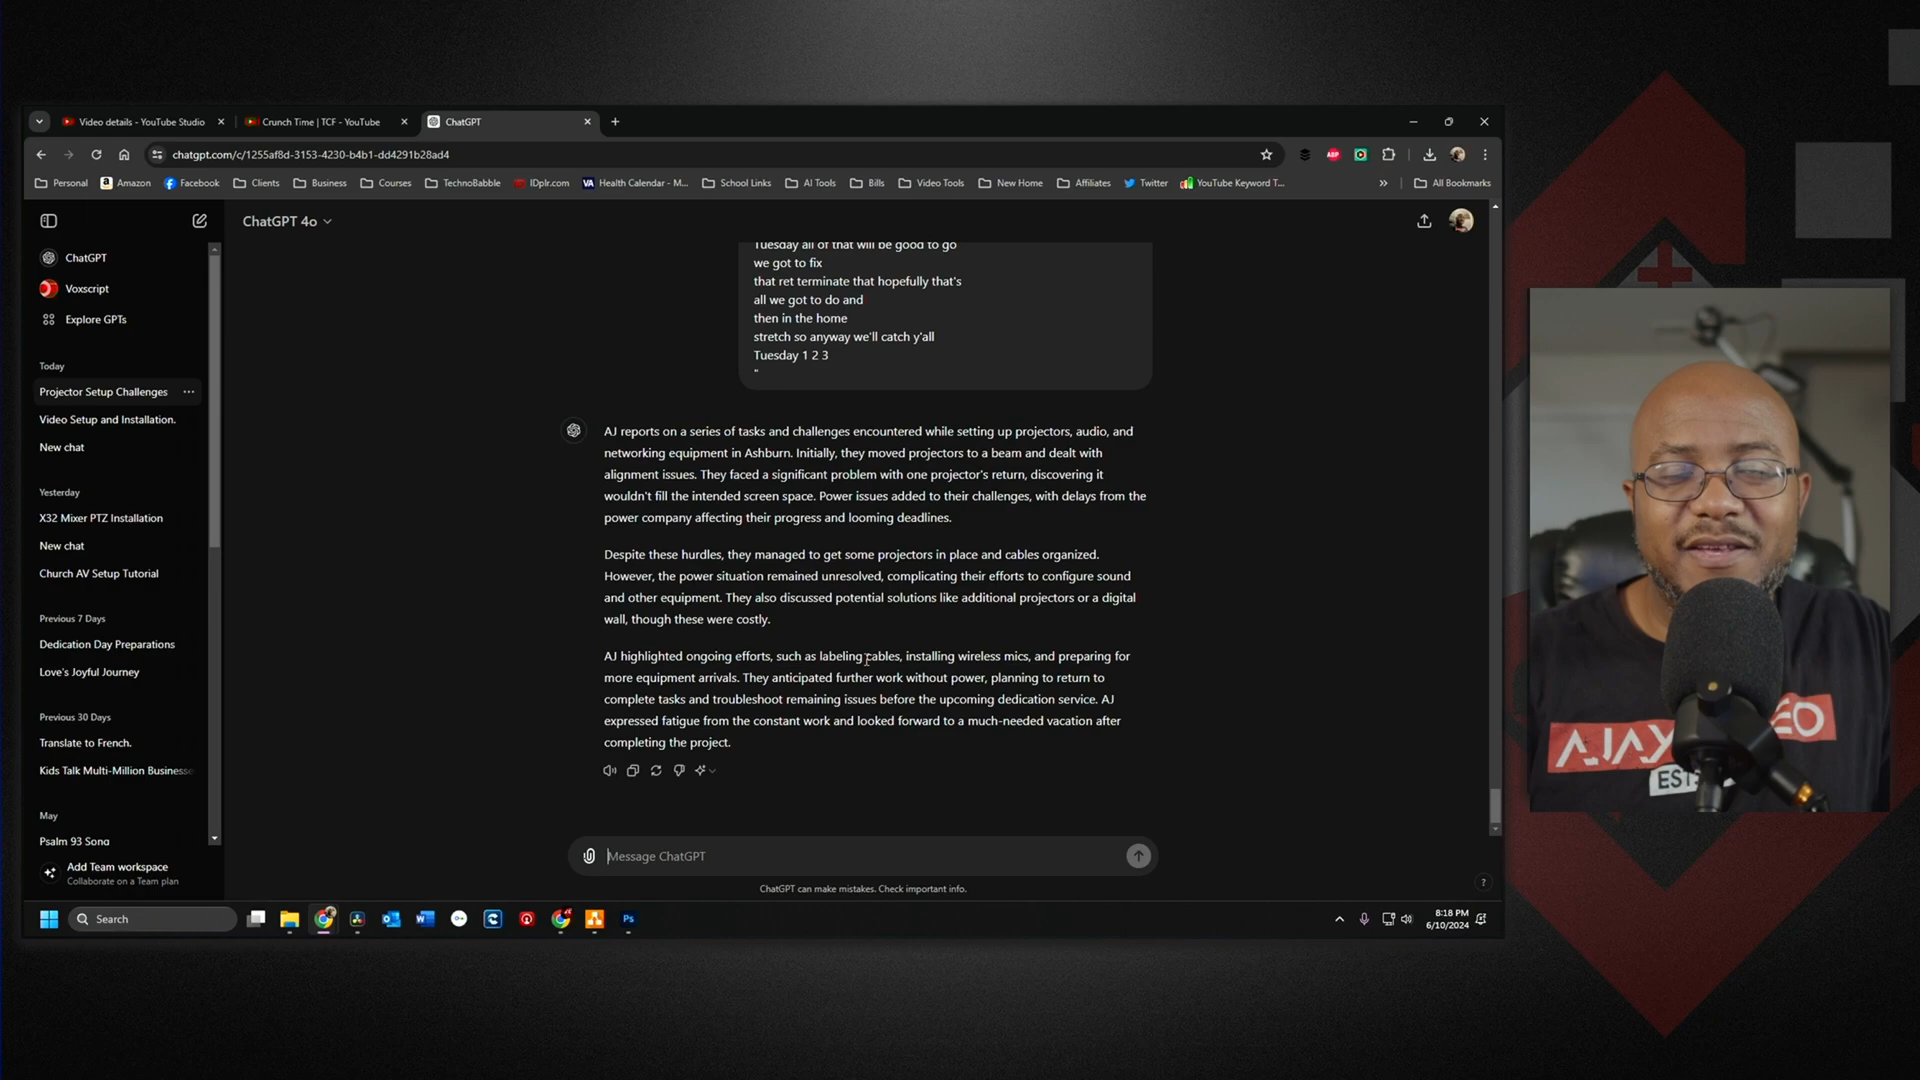 Video details - YouTube Studio
Crunch Time | TCF - YouTube
ChatGPT
chatgpt.com/c/1255af8d-3153-4230-b4b1-dd4291b28ad4
ABP
Personal
Amazon
Facebook
Clients
Business
Courses
TechnoBabble
IDplr.com
VA Health Calendar - M...
School Links
AI Tools
Bills
Video Tools
New Home
Affiliates
Twitter
YouTube Keyword T...
All Bookmarks
ChatGPT 4o
ChatGPT
Voxscript
Explore GPTs
Today
Projector Setup Challenges
Video Setup and Installation.
New chat
Yesterday
X32 Mixer PTZ Installation
New chat
Church AV Setup Tutorial
Previous 7 Days
Dedication Day Preparations
Love's Joyful Journey
Previous 30 Days
Translate to French.
Kids Talk Multi-Million Businesse
May
Psalm 93 Song
Add Team workspace
Collaborate on a Team plan
Tuesday all of that will be good to go
we got to fix
that ret terminate that hopefully that's
all we got to do and
then in the home
stretch so anyway we'll catch y'all
Tuesday 1 2 3
"
AJ reports on a series of tasks and challenges encountered while setting up projectors, audio, and
networking equipment in Ashburn. Initially, they moved projectors to a beam and dealt with
alignment issues. They faced a significant problem with one projector's return, discovering it
wouldn't fill the intended screen space. Power issues added to their challenges, with delays from the
power company affecting their progress and looming deadlines.
Despite these hurdles, they managed to get some projectors in place and cables organized.
However, the power situation remained unresolved, complicating their efforts to configure sound
and other equipment. They also discussed potential solutions like additional projectors or a digital
wall, though these were costly.
AJ highlighted ongoing efforts, such as labeling cables, installing wireless mics, and preparing for
more equipment arrivals. They anticipated further work without power, planning to return to
complete tasks and troubleshoot remaining issues before the upcoming dedication service. AJ
expressed fatigue from the constant work and looked forward to a much-needed vacation after
completing the project.
Message ChatGPT
ChatGPT can make mistakes. Check important info.
?
Search
Ps
8:18 PM
6/10/2024
AJAY
EO
EST